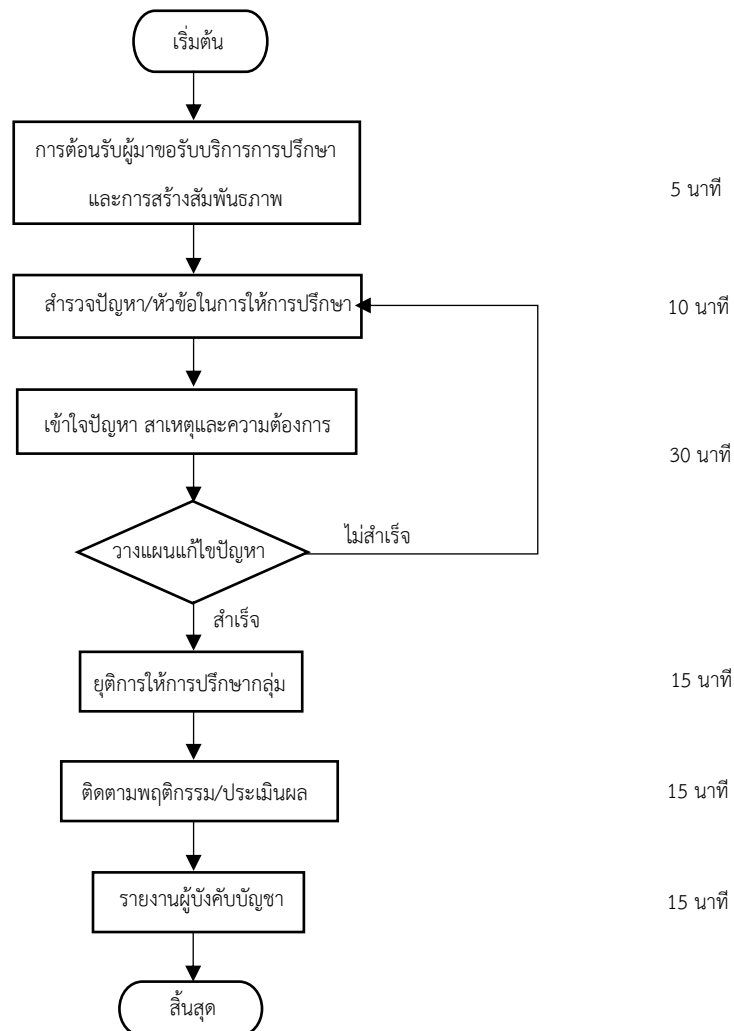 เริ่มต้น
การต้อนรับผู้มาขอรับบริการการปรึกษา
และการสร้างสัมพันธภาพ
5 นาที
สำรวจปัญหา/หัวข้อในการให้การปรึกษา
10 นาที
เข้าใจปัญหา สาเหตุและความต้องการ
30 นาที
วางแผนแก้ไขปัญหา
ไม่สำเร็จ
สำเร็จ
ยุติการให้การปรึกษากลุ่ม
15 นาที
ติดตามพฤติกรรม/ประเมินผล
15 นาที
รายงานผู้บังคับบัญชา
15 นาที
สิ้นสุด